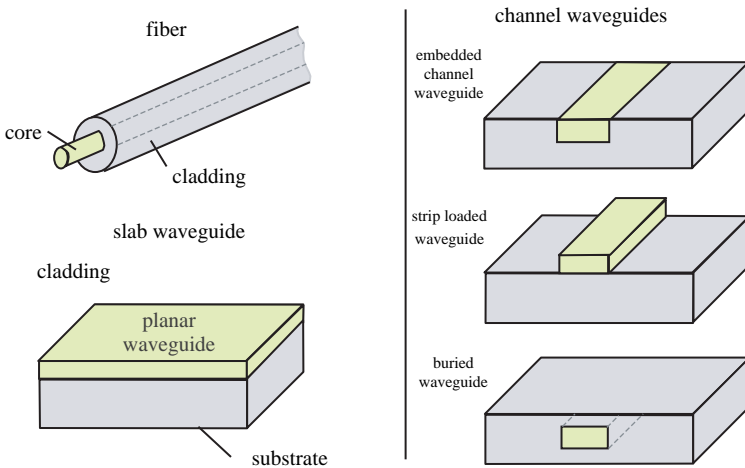 fiber
core
cladding
slab waveguide
cladding
planar
waveguide
substrate
channel waveguides
embedded
channel
waveguide
strip loaded
waveguide
buried
waveguide